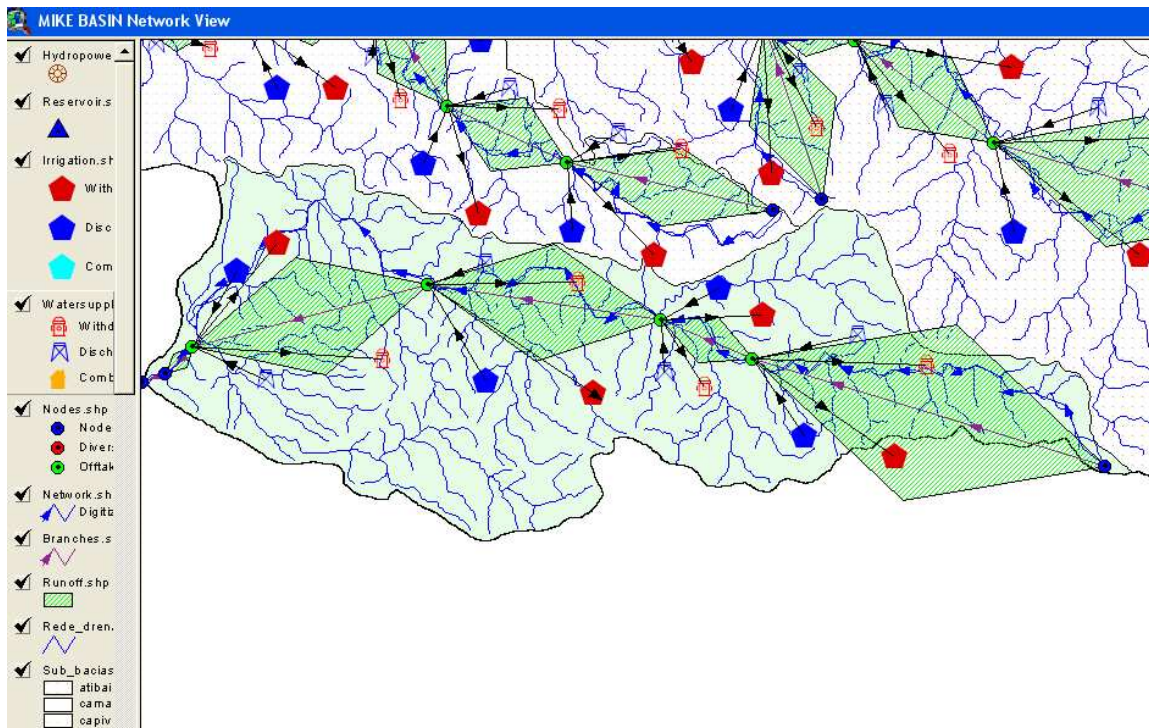 MIKE BASIN Network View
Hydropowe
Reservoir.s
Irrigation.sh
With
Disc
Com
Watersuppl
Withd
Disch
Comb
Nodes.shp
Node
Diver
Offtak
Network.sh
Digitiz
Branches.s
Runoff.shp
Rede_dren.
Sub_bacias
atibai
cama
capiv